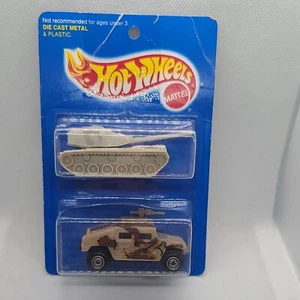 Not recommended for ages under 3.
DIE CAST METAL
& PLASTIC.
Hot Wheels
MATTEL